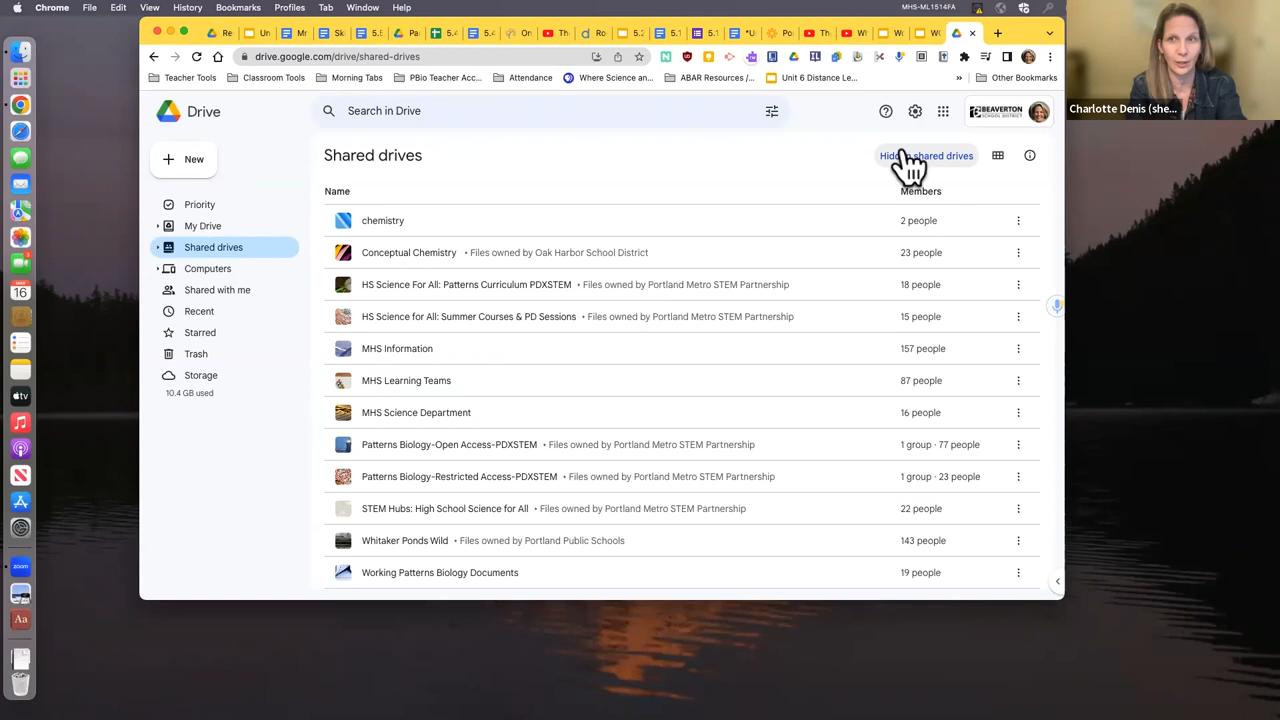 Chrome File Edit View History Bookmarks Profiles Tab Window Help MHS-ML1514FA
drive.google.com/drive/shared-drives
Teacher Tools Classroom Tools Morning Tabs PBio Teacher Acc... Attendance Where Science an... ABAR Resources /... Unit 6 Distance Le... » Other Bookmarks
Charlotte Denis (she...
Drive
Search in Drive
BEAVERTON
SCHOOL DISTRICT
New
Shared drives
shared drives
Name
Members
Priority
My Drive
Shared drives
Computers
Shared with me
Recent
Starred
Trash
Storage
10.4 GB used
chemistry 2 people
Conceptual Chemistry • Files owned by Oak Harbor School District 23 people
HS Science For All: Patterns Curriculum PDXSTEM • Files owned by Portland Metro STEM Partnership 18 people
HS Science for All: Summer Courses & PD Sessions • Files owned by Portland Metro STEM Partnership 15 people
MHS Information 157 people
MHS Learning Teams 87 people
MHS Science Department 16 people
Patterns Biology-Open Access-PDXSTEM • Files owned by Portland Metro STEM Partnership 1 group · 77 people
Patterns Biology-Restricted Access-PDXSTEM • Files owned by Portland Metro STEM Partnership 1 group · 23 people
STEM Hubs: High School Science for All • Files owned by Portland Metro STEM Partnership 22 people
Whitaker Ponds Wild • Files owned by Portland Public Schools 143 people
Working Patterns Biology Documents 19 people
16
tv
zoom
Aa